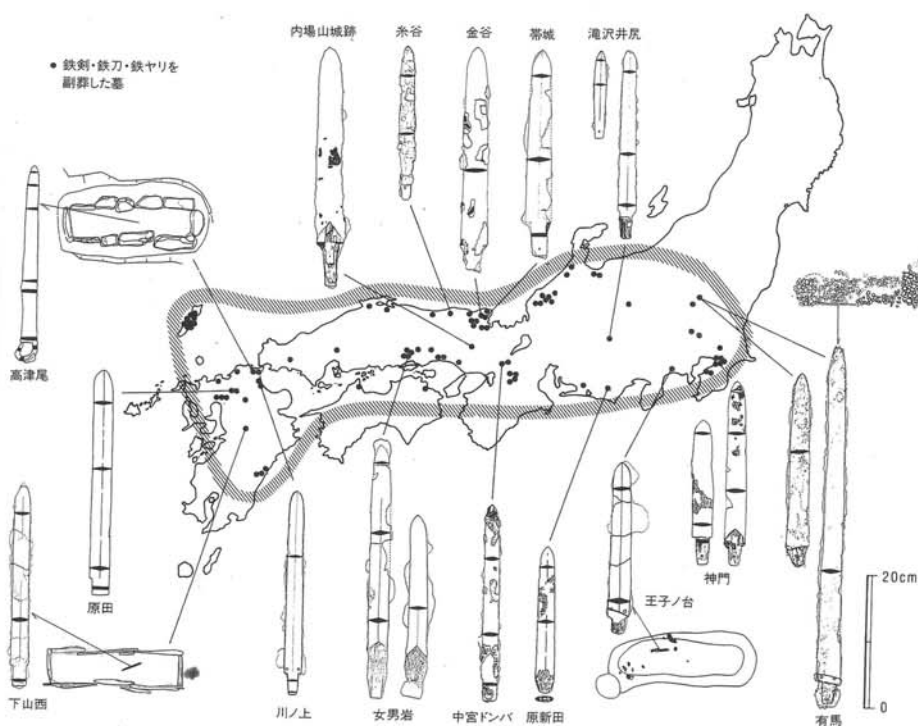 内場山城跡
糸谷
金谷
帯城
滝沢井尻
● 鉄剣・鉄刀・鉄ヤリを
副葬した墓
高津尾
原田
下山西
川ノ上
女男岩
中宮ドンバ
原新田
王子ノ台
神門
有馬
20cm
0